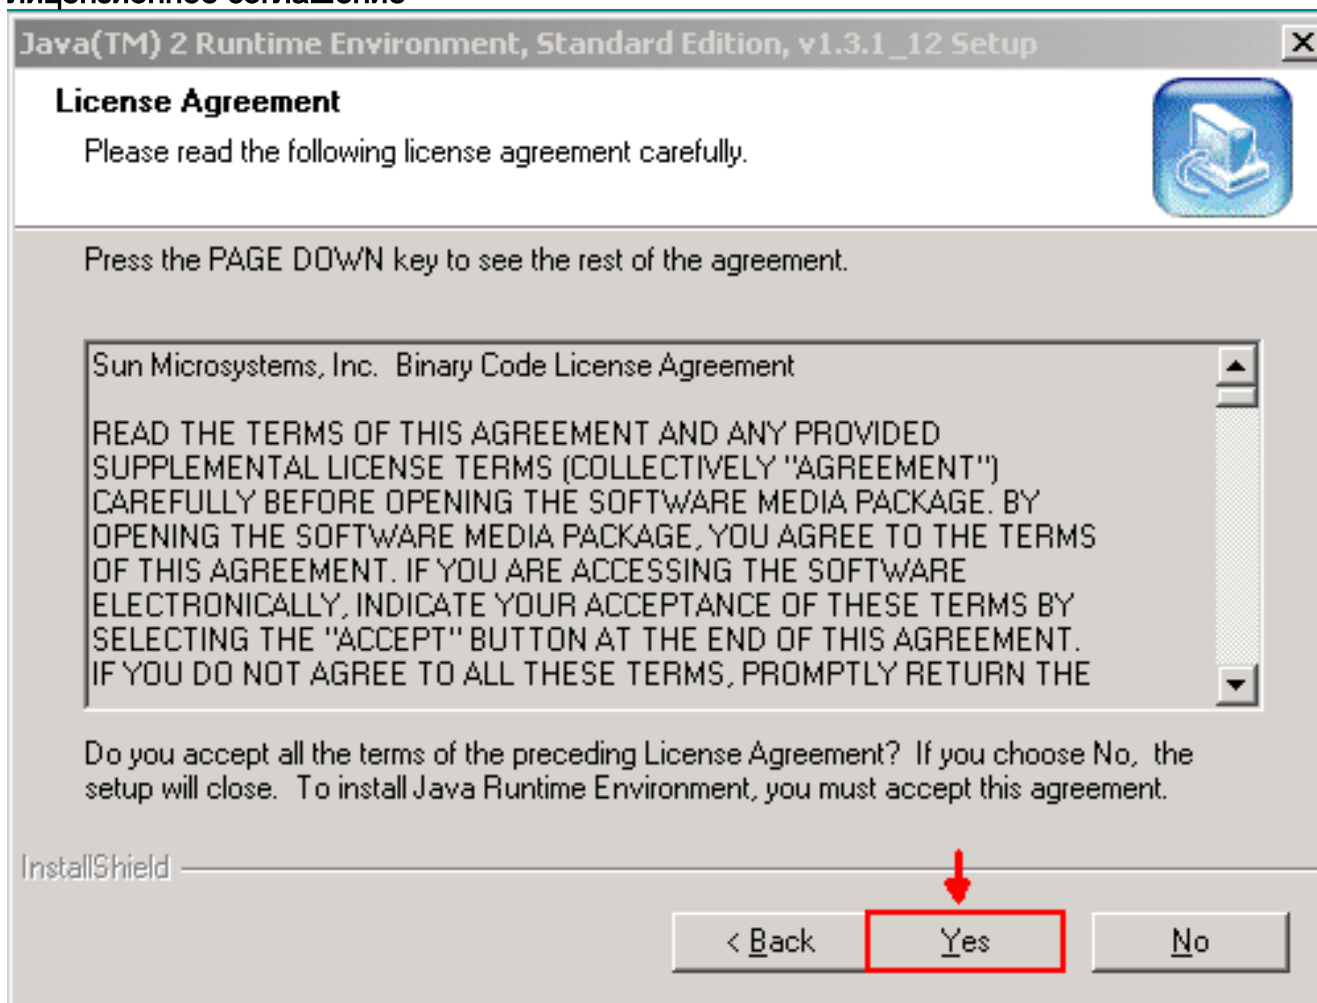 лицензионное соглашение
Java(TM) 2 Runtime Environment, Standard Edition, v1.3.1_12 Setup
License Agreement
Please read the following license agreement carefully.
Press the PAGE DOWN key to see the rest of the agreement.
Sun Microsystems, Inc.  Binary Code License Agreement
READ THE TERMS OF THIS AGREEMENT AND ANY PROVIDED
SUPPLEMENTAL LICENSE TERMS (COLLECTIVELY "AGREEMENT")
CAREFULLY BEFORE OPENING THE SOFTWARE MEDIA PACKAGE. BY
OPENING THE SOFTWARE MEDIA PACKAGE, YOU AGREE TO THE TERMS
OF THIS AGREEMENT. IF YOU ARE ACCESSING THE SOFTWARE
ELECTRONICALLY, INDICATE YOUR ACCEPTANCE OF THESE TERMS BY
SELECTING THE "ACCEPT" BUTTON AT THE END OF THIS AGREEMENT.
IF YOU DO NOT AGREE TO ALL THESE TERMS, PROMPTLY RETURN THE
Do you accept all the terms of the preceding License Agreement?  If you choose No,  the
setup will close.  To install Java Runtime Environment, you must accept this agreement.
InstallShield
< Back
Yes
No